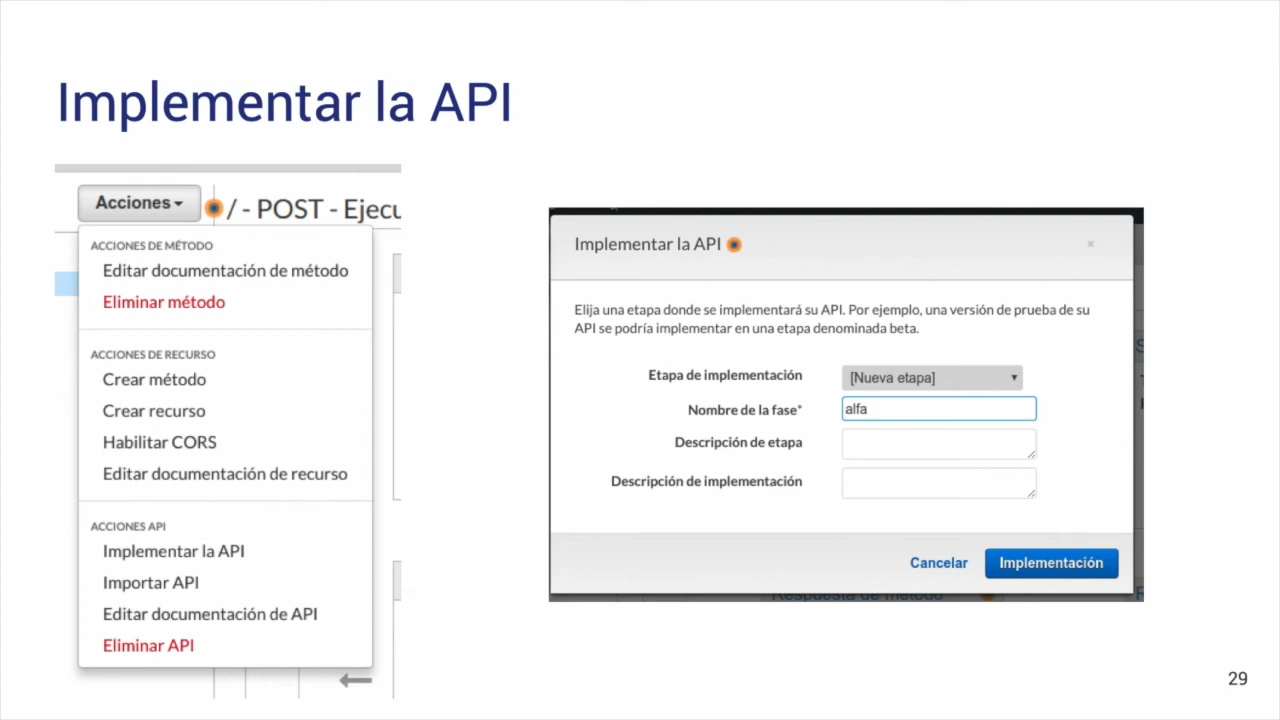 Implementar la API
Acciones
/ - POST - Ejecu
ACCIONES DE MÉTODO
Editar documentación de método
Eliminar método
ACCIONES DE RECURSO
Crear método
Crear recurso
Habilitar CORS
Editar documentación de recurso
ACCIONES API
Implementar la API
Importar API
Editar documentación de API
Eliminar API
Implementar la API
Elija una etapa donde se implementará su API. Por ejemplo, una versión de prueba de su
API se podría implementar en una etapa denominada beta.
Etapa de implementación [Nueva etapa]
Nombre de la fase* alfa
Descripción de etapa
Descripción de implementación
Cancelar Implementación
Respuesta de método
29